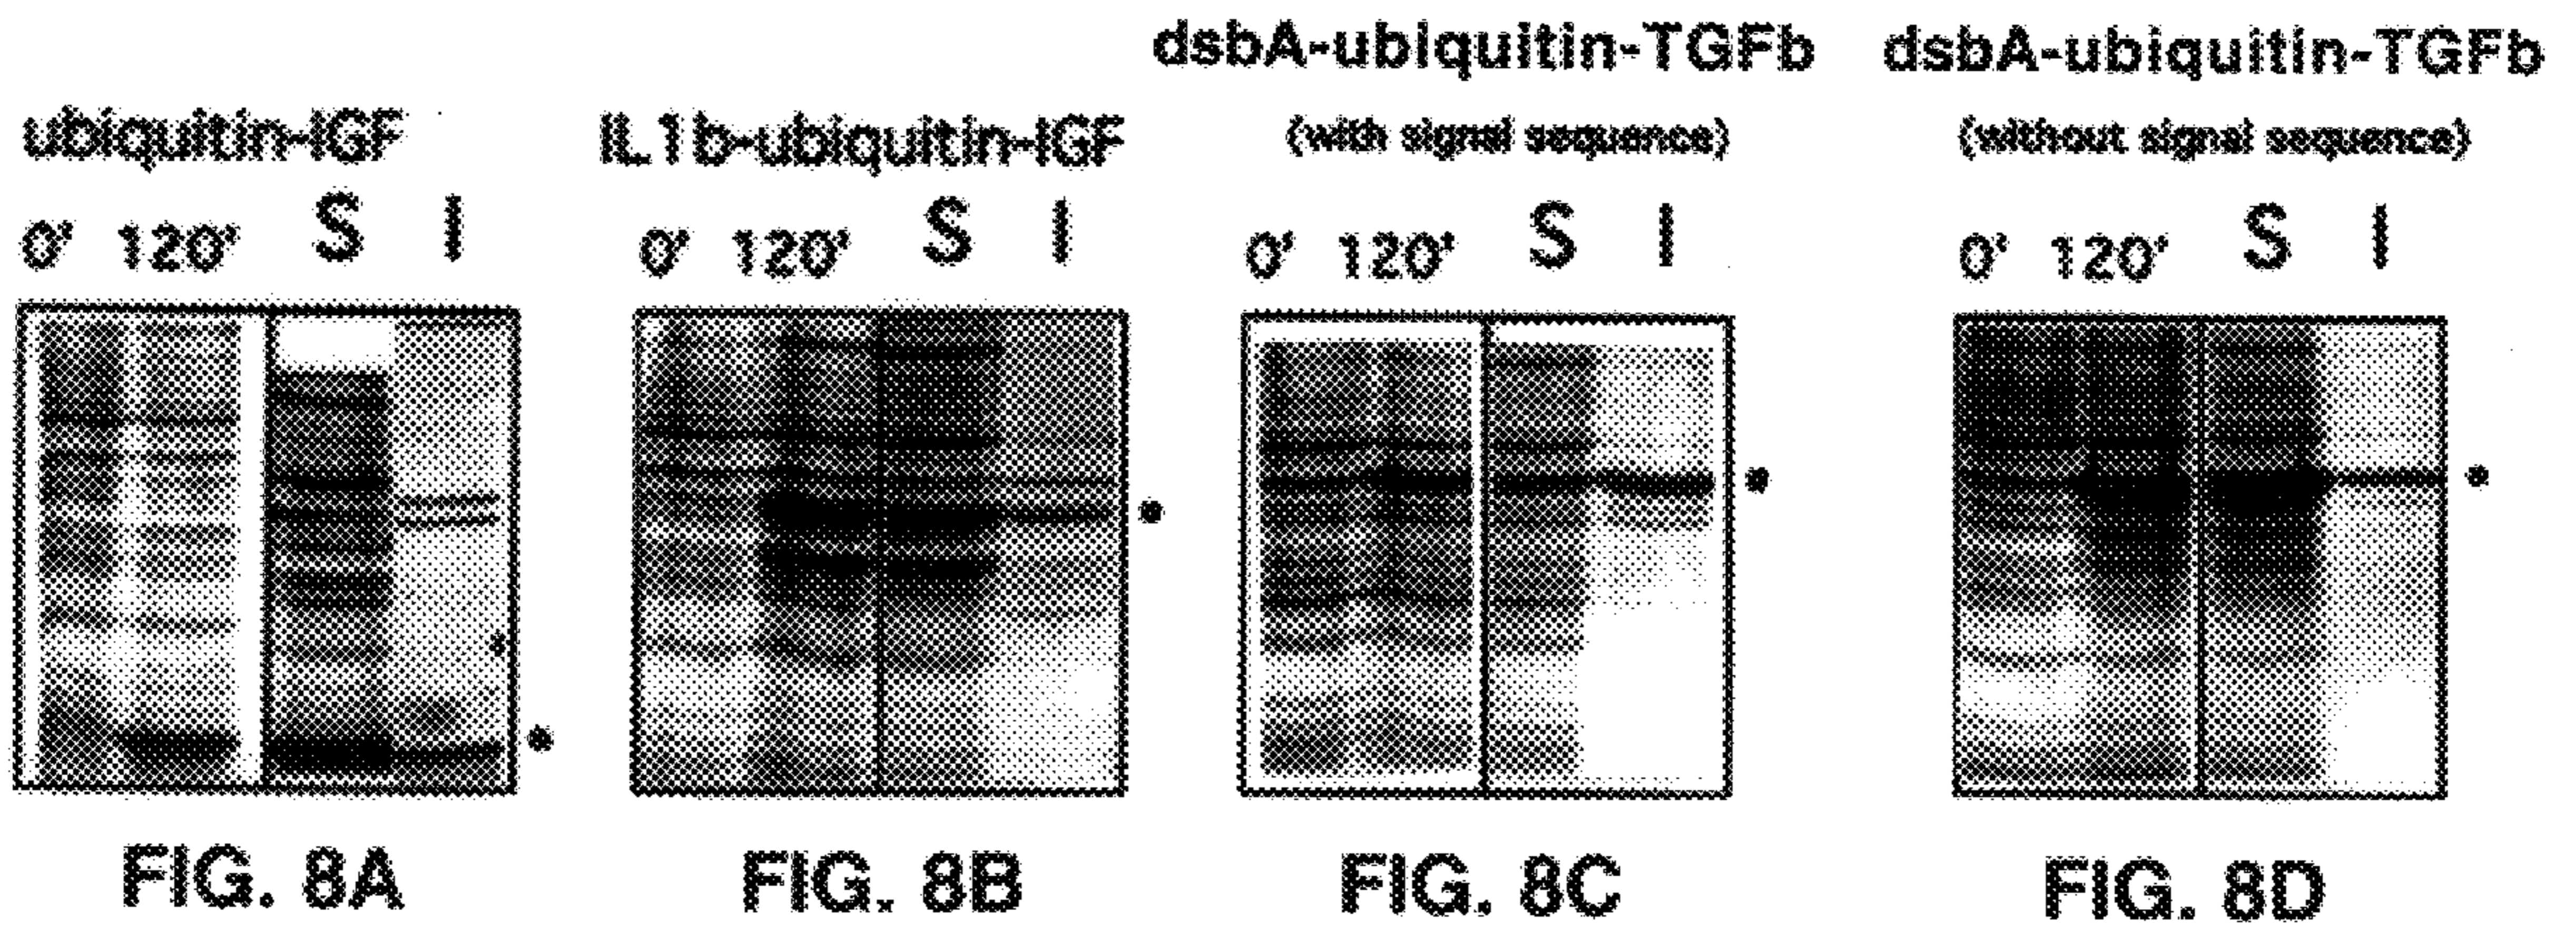 ubiquitin-IGF
0' 120' S I
FIG. 8A
IL1b-ubiquitin-IGF
0' 120' S I
FIG. 8B
dsbA-ubiquitin-TGFb
(with signal sequence)
0' 120' S I
FIG. 8C
dsbA-ubiquitin-TGFb
(without signal sequence)
0' 120' S I
FIG. 8D